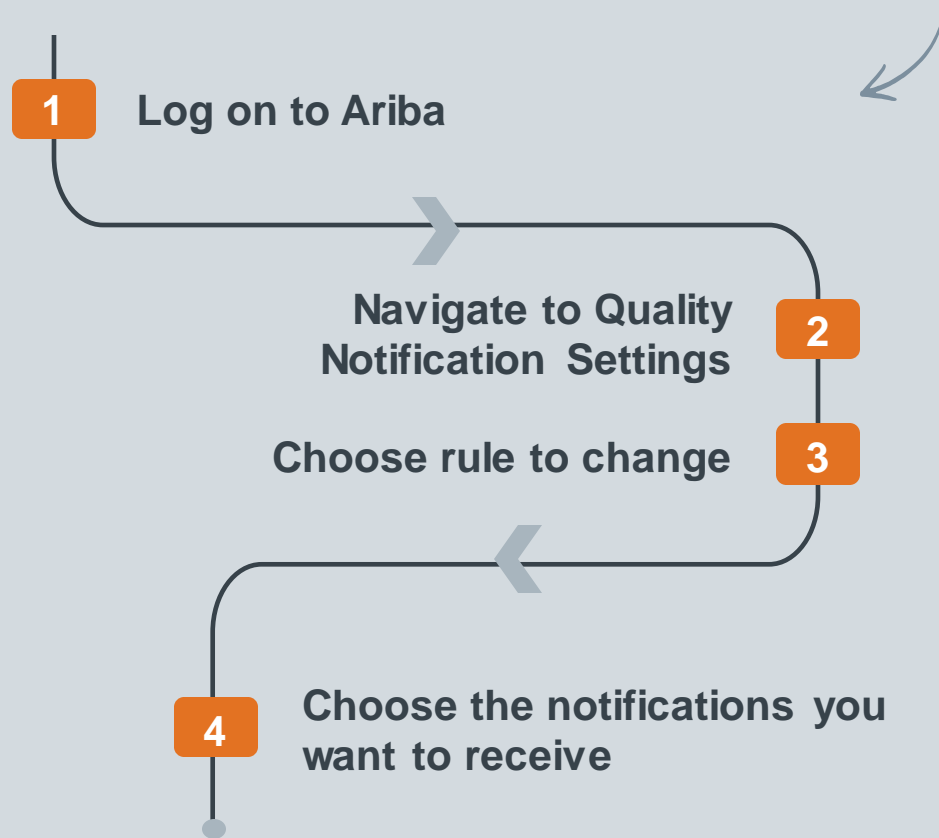 1
Log on to Ariba
Navigate to Quality
Notification Settings
2
Choose rule to change
3
4
Choose the notifications you
want to receive